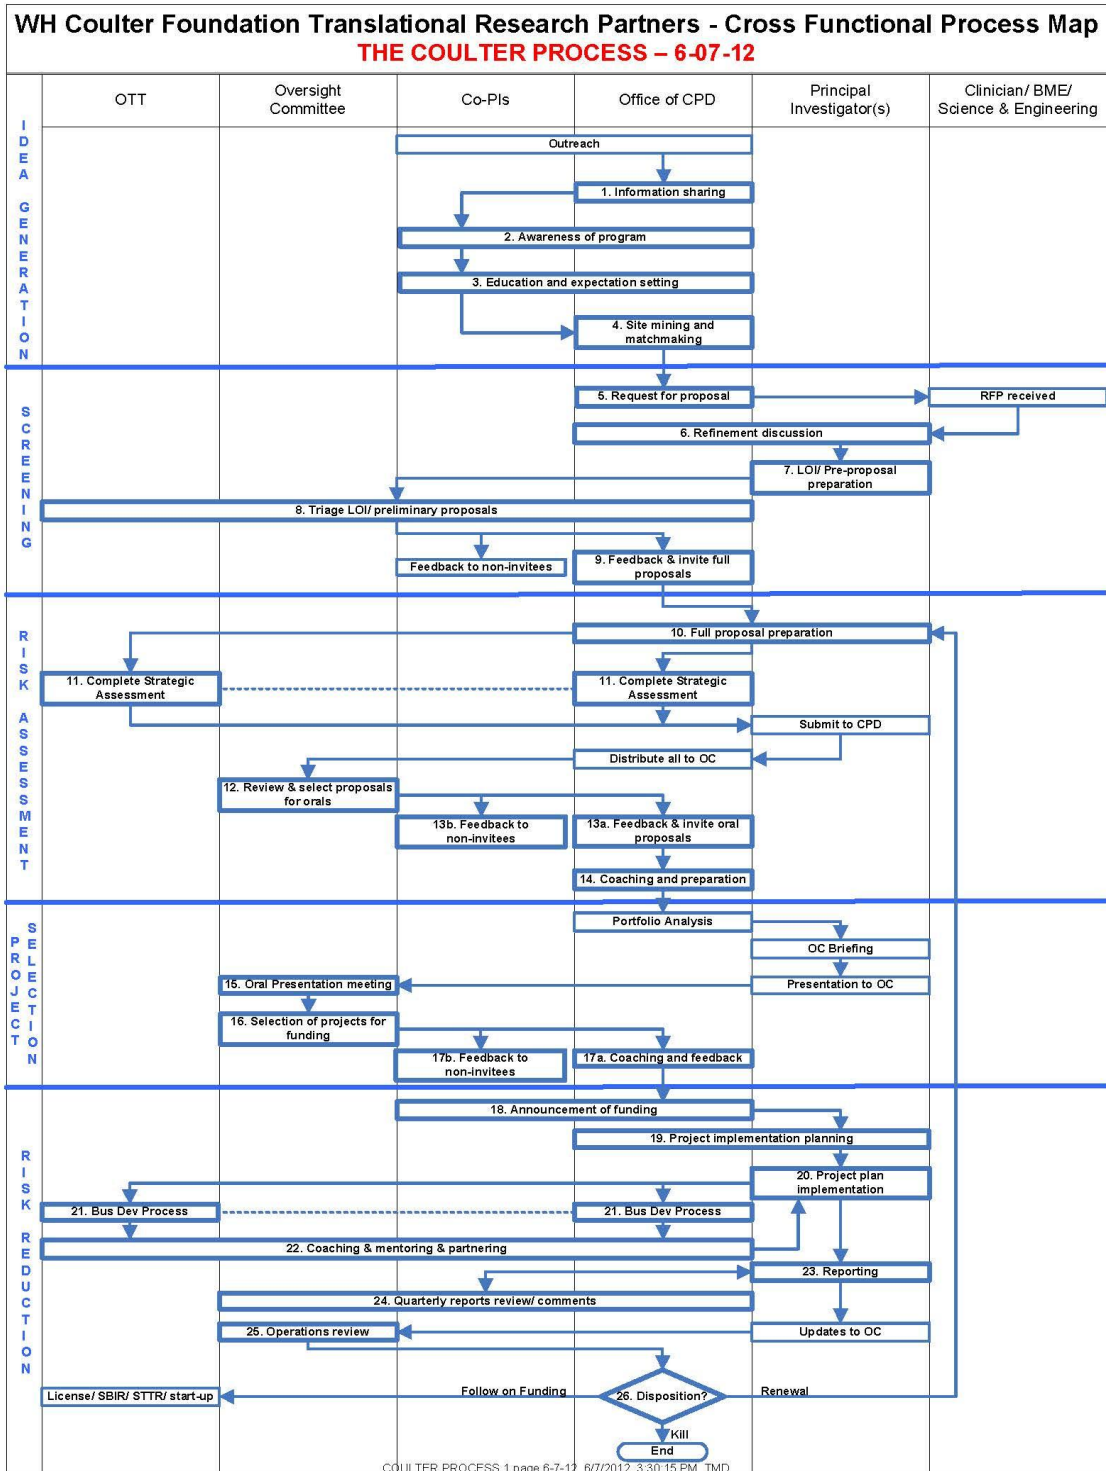 WH Coulter Foundation Translational Research Partners - Cross Functional Process Map
THE COULTER PROCESS – 6-07-12
OTT
Oversight
Committee
Co-PIs
Office of CPD
Principal
Investigator(s)
Clinician/ BME/
Science & Engineering
IDEA GENERATION
Outreach
1. Information sharing
2. Awareness of program
3. Education and expectation setting
4. Site mining and
matchmaking
SCREENING
5. Request for proposal
RFP received
6. Refinement discussion
7. LOI/ Pre-proposal
preparation
8. Triage LOI/ preliminary proposals
Feedback to non-invitees
9. Feedback & invite full
proposals
RISK ASSESSMENT
10. Full proposal preparation
11. Complete Strategic
Assessment
11. Complete Strategic
Assessment
Submit to CPD
Distribute all to OC
12. Review & select proposals
for orals
13b. Feedback to
non-invitees
13a. Feedback & invite oral
proposals
14. Coaching and preparation
PROJECT
SELECTION
Portfolio Analysis
OC Briefing
15. Oral Presentation meeting
Presentation to OC
16. Selection of projects for
funding
17b. Feedback to
non-invitees
17a. Coaching and feedback
RISK REDUCTION
18. Announcement of funding
19. Project implementation planning
20. Project plan
implementation
21. Bus Dev Process
21. Bus Dev Process
22. Coaching & mentoring & partnering
23. Reporting
24. Quarterly reports review/ comments
25. Operations review
Updates to OC
License/ SBIR/ STTR/ start-up
Follow on Funding
26. Disposition?
Renewal
Kill
End
COULTER PROCESS 1 page 6-7-12, 6/7/2012, 3:30:15 PM, TMD